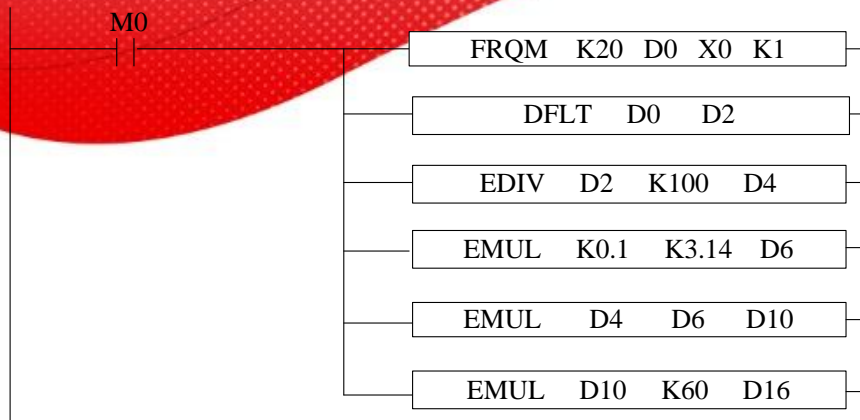 M0
FRQM K20 D0 X0 K1
DFLT D0 D2
EDIV D2 K100 D4
EMUL K0.1 K3.14 D6
EMUL D4 D6 D10
EMUL D10 K60 D16